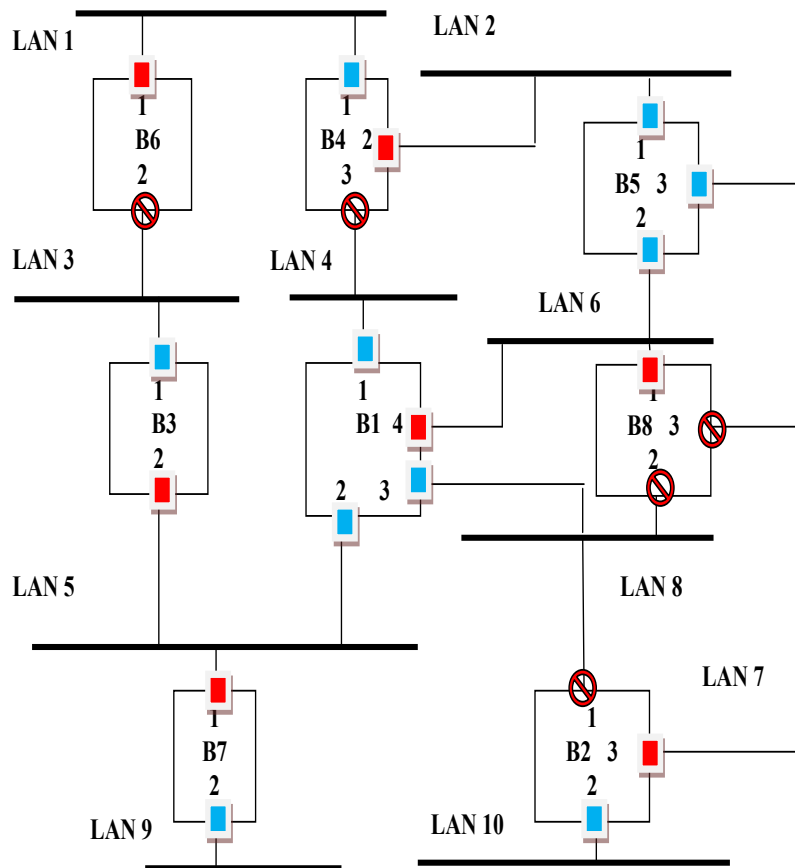 LAN 1
LAN 2
1
B6
2
1
B4 2
3
1
B5 3
2
LAN 3
LAN 4
LAN 6
1
B3
2
1
B1 4
2 3
1
B8 3
2
LAN 5
LAN 8
LAN 7
1
B7
2
1
B2 3
2
LAN 9
LAN 10